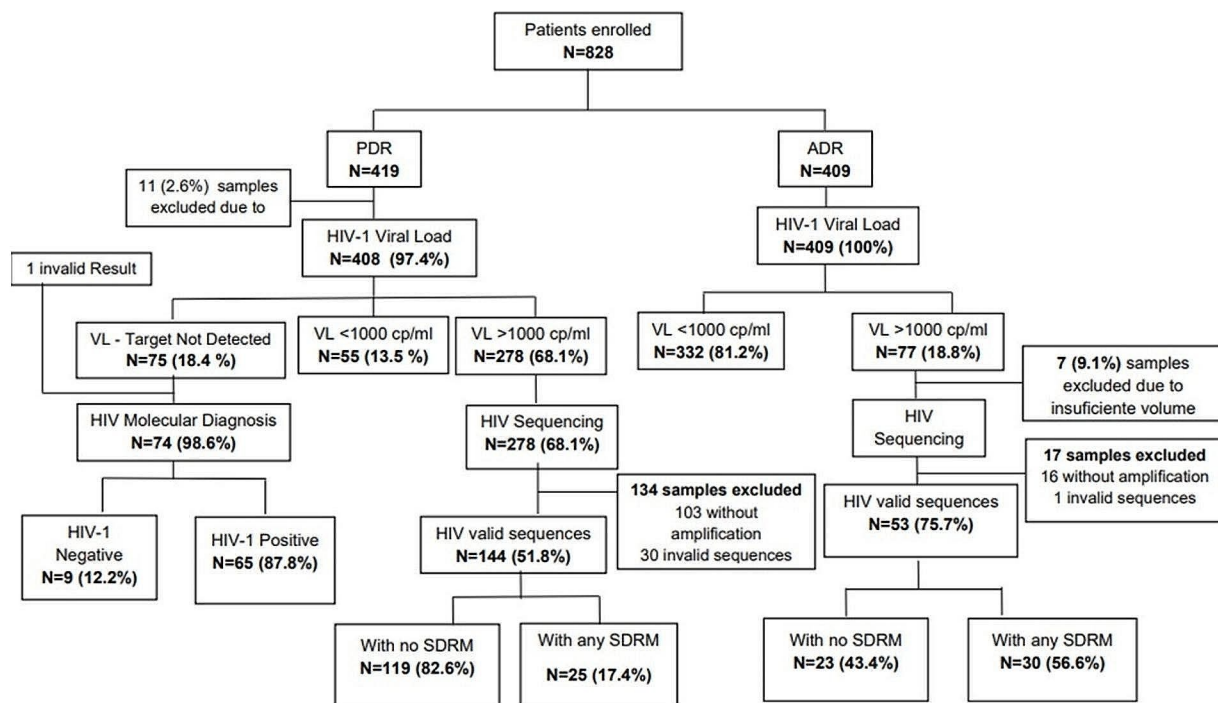 Patients enrolled
N=828
PDR
N=419
ADR
N=409
11 (2.6%) samples
excluded due to
HIV-1 Viral Load
N=408 (97.4%)
HIV-1 Viral Load
N=409 (100%)
1 invalid Result
VL - Target Not Detected
N=75 (18.4 %)
VL <1000 cp/ml
N=55 (13.5 %)
VL >1000 cp/ml
N=278 (68.1%)
VL <1000 cp/ml
N=332 (81.2%)
VL >1000 cp/ml
N=77 (18.8%)
7 (9.1%) samples
excluded due to
insuficiente volume
HIV Molecular Diagnosis
N=74 (98.6%)
HIV Sequencing
N=278 (68.1%)
HIV
Sequencing
17 samples excluded
16 without amplification
1 invalid sequences
134 samples excluded
103 without
amplification
30 invalid sequences
HIV-1
Negative
N=9 (12.2%)
HIV-1 Positive
N=65 (87.8%)
HIV valid sequences
N=144 (51.8%)
HIV valid sequences
N=53 (75.7%)
With no SDRM
N=119 (82.6%)
With any SDRM
N=25 (17.4%)
With no SDRM
N=23 (43.4%)
With any SDRM
N=30 (56.6%)